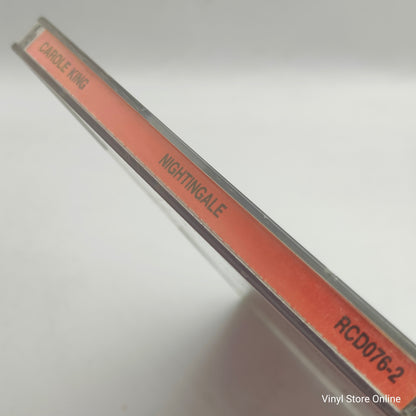 CAROLE KING
NIGHTINGALE
RCD076-2
Vinyl Store Online